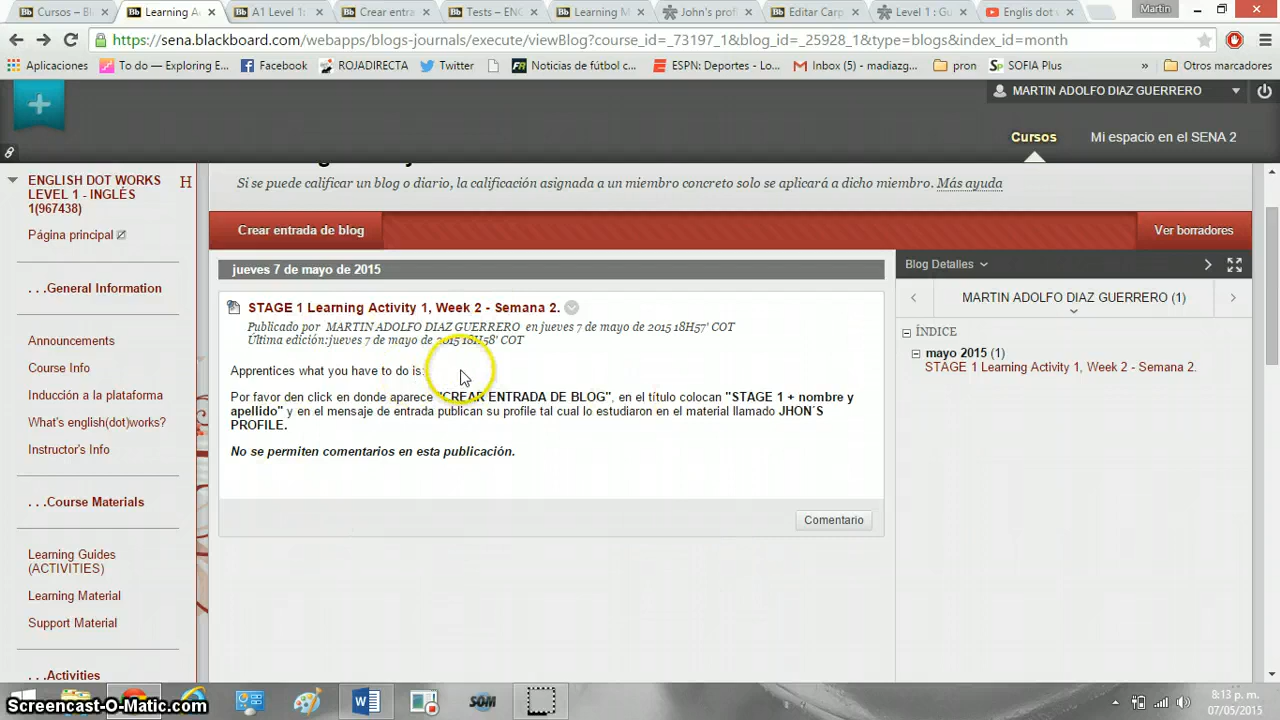 Cursos – Bl
Learning A
A1 Level 1:
Crear entra
Tests – ENG
Learning M
John's prof
Editar Carp
Level 1 : Gu
Englis dot w
Martin
https://sena.blackboard.com/webapps/blogs-journals/execute/viewBlog?course_id=_73197_1&blog_id=_25928_1&type=blogs&index_id=month
Aplicaciones
To do — Exploring E...
Facebook
ROJADIRECTA
Twitter
Noticias de fútbol c...
ESPN: Deportes - Lo...
Inbox (5) - madiazg...
pron
SOFIA Plus
»
Otros marcadores
MARTIN ADOLFO DIAZ GUERRERO
Cursos
Mi espacio en el SENA 2
ENGLISH DOT WORKS
LEVEL 1 - INGLÉS
1(967438)
Página principal
. . .General Information
Announcements
Course Info
Inducción a la plataforma
What's english(dot)works?
Instructor's Info
. . .Course Materials
Learning Guides
(ACTIVITIES)
Learning Material
Support Material
. . .Activities
Si se puede calificar un blog o diario, la calificación asignada a un miembro concreto solo se aplicará a dicho miembro. Más ayuda
Crear entrada de blog
Ver borradores
jueves 7 de mayo de 2015
STAGE 1 Learning Activity 1, Week 2 - Semana 2.
Publicado por MARTIN ADOLFO DIAZ GUERRERO en jueves 7 de mayo de 2015 18H57' COT
Última edición:jueves 7 de mayo de 2015 18H58' COT
Apprentices what you have to do is:
Por favor den click en donde aparece "CREAR ENTRADA DE BLOG", en el título colocan "STAGE 1 + nombre y
apellido" y en el mensaje de entrada publican su profile tal cual lo estudiaron en el material llamado JHON´S
PROFILE.
No se permiten comentarios en esta publicación.
Comentario
Blog Detalles
MARTIN ADOLFO DIAZ GUERRERO (1)
ÍNDICE
mayo 2015 (1)
STAGE 1 Learning Activity 1, Week 2 - Semana 2.
Screencast-O-Matic.com
SOM
8:13 p. m.
07/05/2015